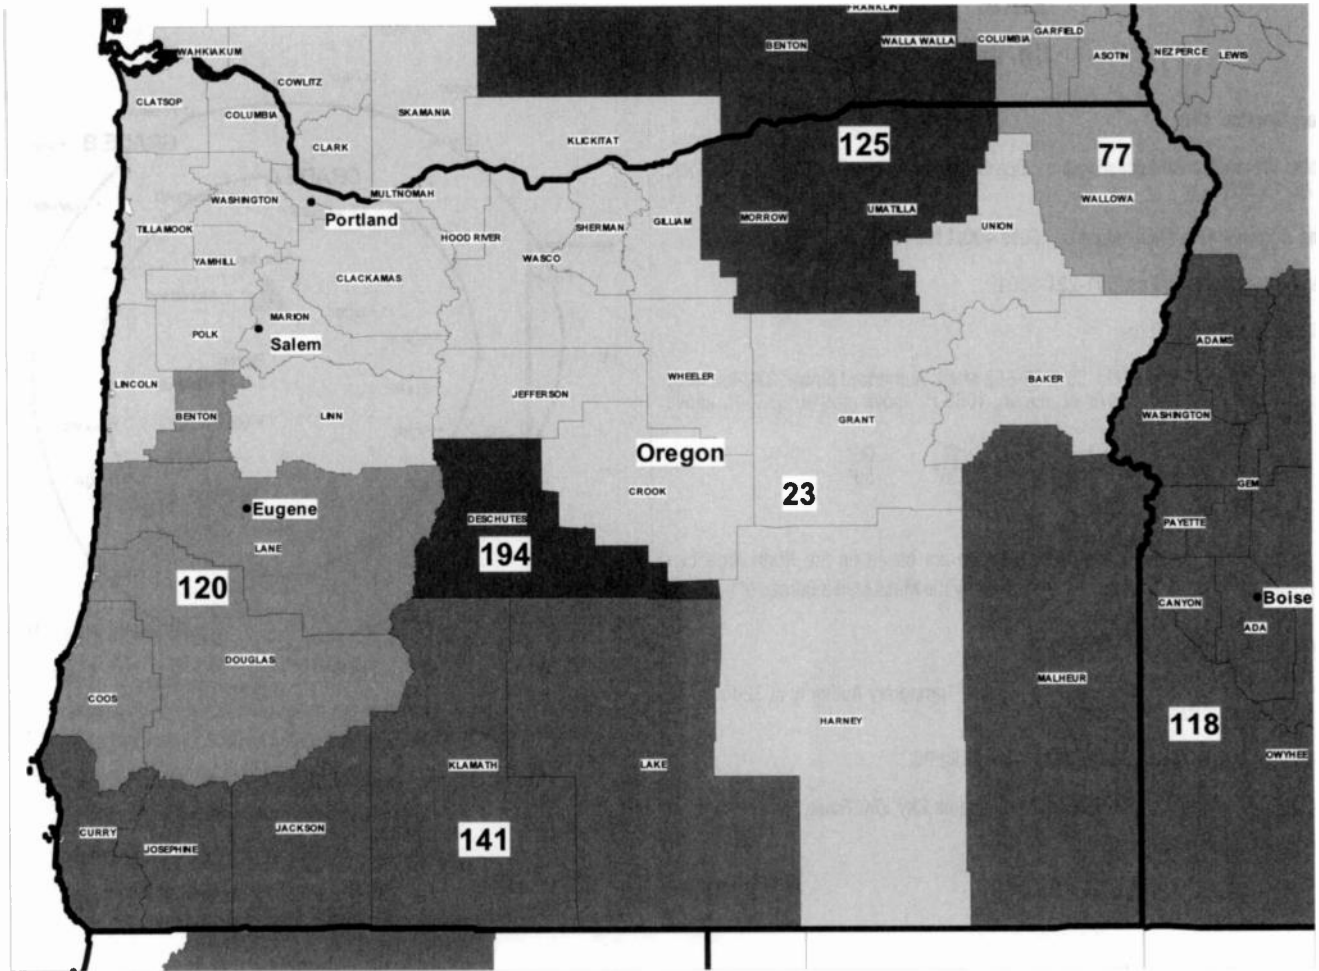 FRANKLIN
WAHKIAKUM
BENTON
WALLA WALLA
COLUMBIA
GARFIELD
ASOTIN
NEZ PERCE
LEWIS
COWLITZ
CLATSOP
COLUMBIA
SKAMANIA
CLARK
KLICKITAT
125
77
MULTNOMAH
WASHINGTON
Portland
WALLOWA
TILLAMOOK
HOOD RIVER
SHERMAN
GILLIAM
MORROW
UMATILLA
UNION
YAMHILL
WASCO
CLACKAMAS
MARION
POLK
Salem
ADAMS
LINCOLN
JEFFERSON
WHEELER
BAKER
BENTON
LINN
GRANT
WASHINGTON
Oregon
CROOK
23
GEM
Eugene
DESCHUTES
PAYETTE
LANE
194
120
CANYON
Boise
ADA
DOUGLAS
COOS
MALHEUR
HARNEY
118
KLAMATH
LAKE
OWYHEE
CURRY
JACKSON
141
JOSEPHINE